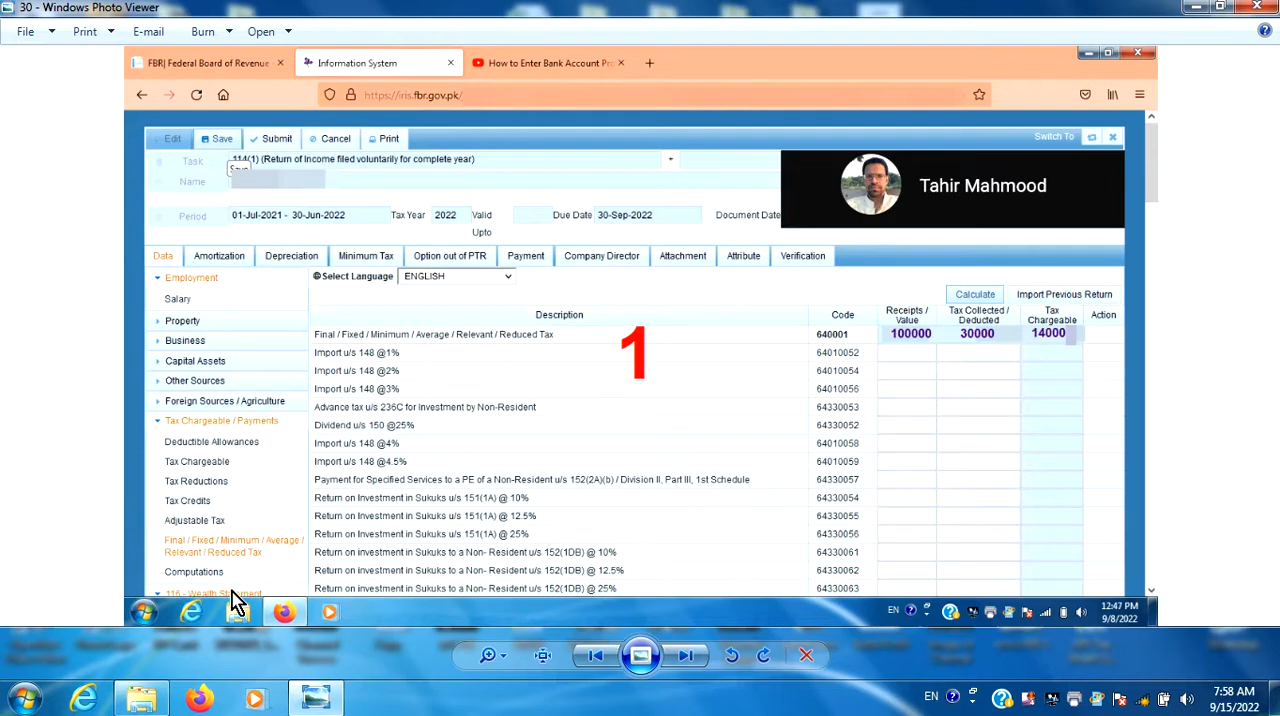 30 - Windows Photo Viewer
File Print E-mail Burn Open
FBR| Federal Board of Revenue Information System How to Enter Bank Account Pro
https://iris.fbr.gov.pk/
Edit Save Submit Cancel Print Switch To
Task 114(1) (Return of Income filed voluntarily for complete year)
Save
Name
Tahir Mahmood
Period 01-Jul-2021 - 30-Jun-2022 Tax Year 2022 Valid Upto Due Date 30-Sep-2022 Document Date
Data Amortization Depreciation Minimum Tax Option out of PTR Payment Company Director Attachment Attribute Verification
Select Language ENGLISH
Calculate Import Previous Return
Employment
Salary
Property
Business
Capital Assets
Other Sources
Foreign Sources / Agriculture
Tax Chargeable / Payments
Deductible Allowances
Tax Chargeable
Tax Reductions
Tax Credits
Adjustable Tax
Final / Fixed / Minimum / Average /
Relevant / Reduced Tax
Computations
116 - Wealth Statement
Description Code Receipts / Value Tax Collected / Deducted Tax Chargeable Action
Final / Fixed / Minimum / Average / Relevant / Reduced Tax 640001 100000 30000 14000
1
Import u/s 148 @1% 64010052
Import u/s 148 @2% 64010054
Import u/s 148 @3% 64010056
Advance tax u/s 236C for Investment by Non-Resident 64330053
Dividend u/s 150 @25% 64330052
Import u/s 148 @4% 64010058
Import u/s 148 @4.5% 64010059
Payment for Specified Services to a PE of a Non-Resident u/s 152(2A)(b) / Division II, Part III, 1st Schedule 64330057
Return on Investment in Sukuks u/s 151(1A) @ 10% 64330054
Return on Investment in Sukuks u/s 151(1A) @ 12.5% 64330055
Return on Investment in Sukuks u/s 151(1A) @ 25% 64330056
Return on investment in Sukuks to a Non- Resident u/s 152(1DB) @ 10% 64330061
Return on investment in Sukuks to a Non- Resident u/s 152(1DB) @ 12.5% 64330062
Return on investment in Sukuks to a Non- Resident u/s 152(1DB) @ 25% 64330063
EN 12:47 PM
9/8/2022
EN 7:58 AM
9/15/2022